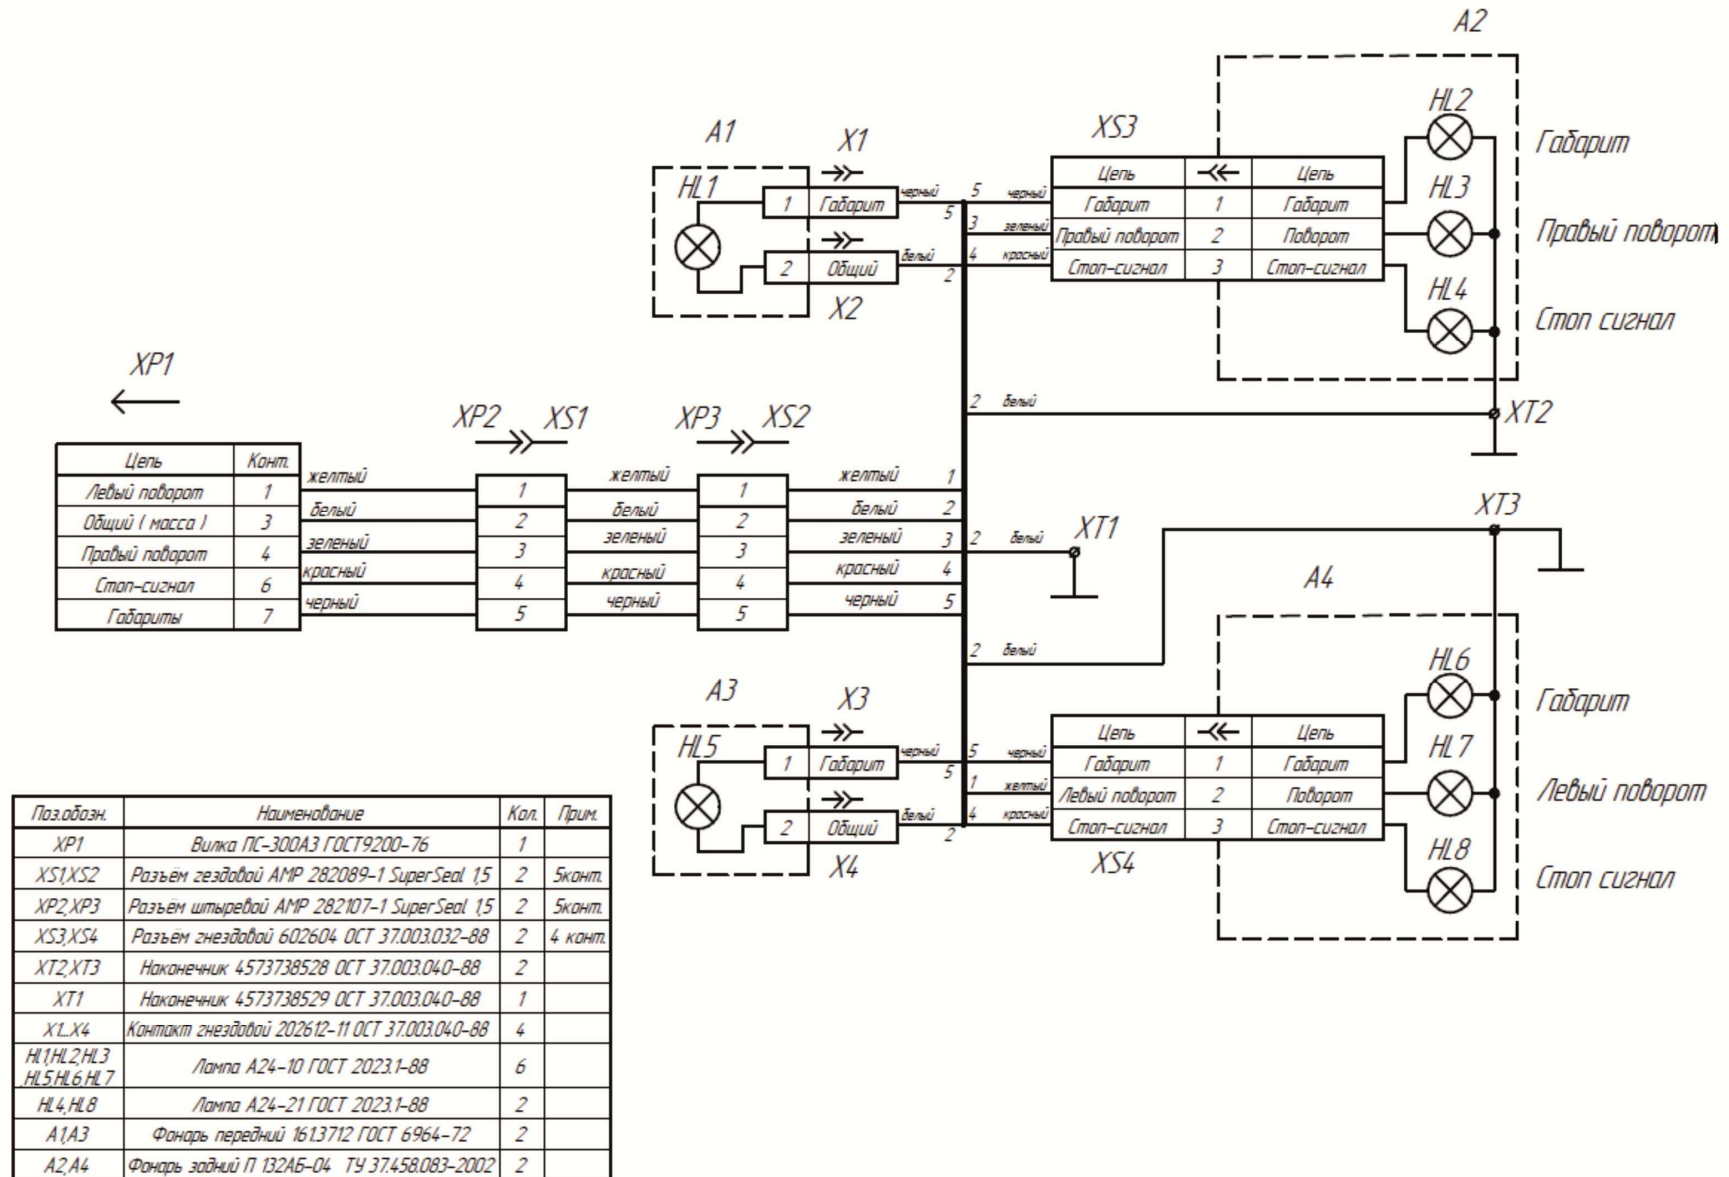 A2
HL2
Габарит
HL3
Правый поворот
HL4
Стоп сигнал
XS3
Цепь Цепь
Габарит 1 Габарит
Правый поворот 2 Поворот
Стоп-сигнал 3 Стоп-сигнал
A1
X1
HL1
1 Габарит
черный 5 черный
5
3 зеленый
2 Общий
белый 4 красный
2
X2
2 белый
XT2
XP1
XP2 XS1 XP3 XS2
Цепь Конт.
Левый поворот 1 желтый 1 желтый 1 желтый 1
Общий ( масса ) 3 белый 2 белый 2 белый 2
Правый поворот 4 зеленый 3 зеленый 3 зеленый 3
Стоп-сигнал 6 красный 4 красный 4 красный 4
Габариты 7 черный 5 черный 5 черный 5
2 белый
XT1
XT3
2 белый
A4
HL6
Габарит
HL7
Левый поворот
HL8
Стоп сигнал
A3
X3
HL5
1 Габарит
черный 5 черный
5
1 желтый
2 Общий
белый 4 красный
2
X4
Цепь Цепь
Габарит 1 Габарит
Левый поворот 2 Поворот
Стоп-сигнал 3 Стоп-сигнал
XS4
Поз.обозн. Наименование Кол. Прим.
XP1 Вилка ПС-300А3 ГОСТ9200-76 1
XS1,XS2 Разъём гездовой AMP 282089-1 SuperSeal 1,5 2 5конт.
XP2,XP3 Разъём штыревой AMP 282107-1 SuperSeal 1,5 2 5конт.
XS3,XS4 Разъём гнездовой 602604 ОСТ 37.003.032-88 2 4 конт.
XT2,XT3 Наконечник 4573738528 ОСТ 37.003.040-88 2
XT1 Наконечник 4573738529 ОСТ 37.003.040-88 1
X1...X4 Контакт гнездовой 202612-11 ОСТ 37.003.040-88 4
HL1,HL2,HL3
,HL5,HL6,HL7 Лампа А24-10 ГОСТ 2023.1-88 6
HL4,HL8 Лампа А24-21 ГОСТ 2023.1-88 2
A1,A3 Фонарь передний 161.3712 ГОСТ 6964-72 2
A2,A4 Фонарь задний П 132АБ-04 ТУ 37.458.083-2002 2